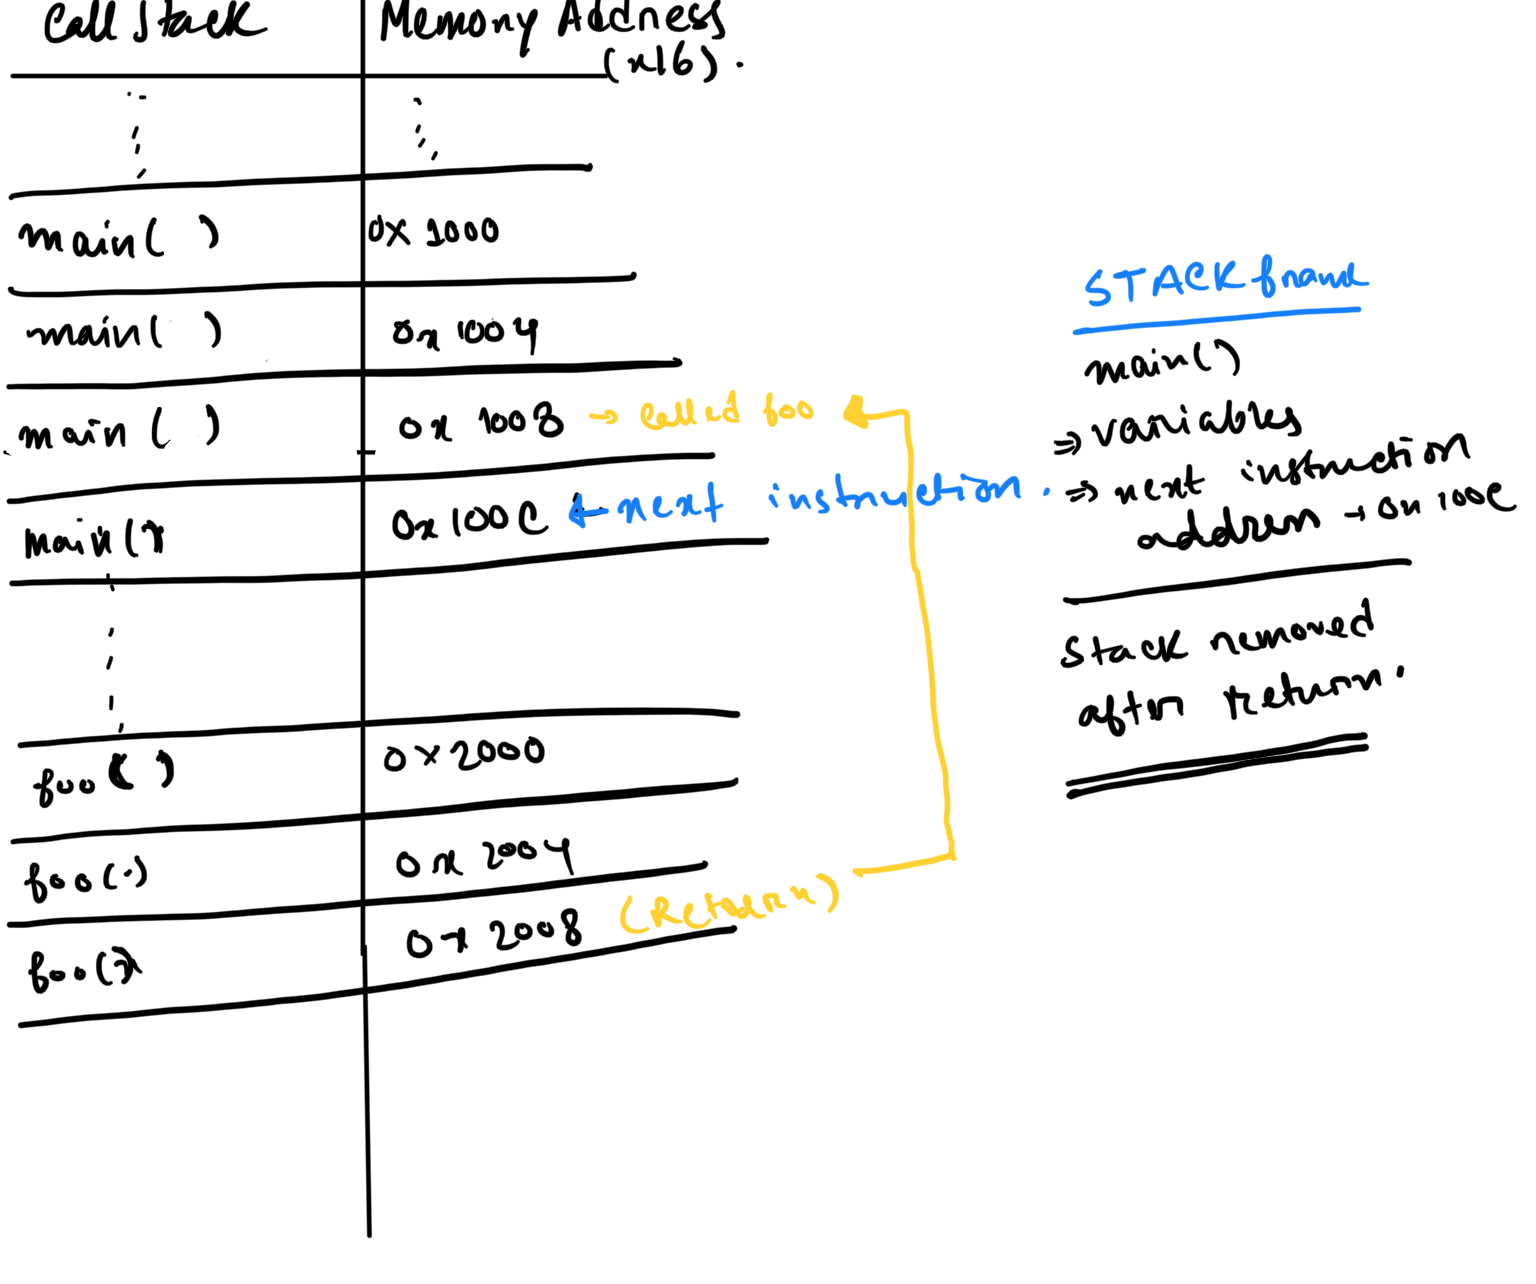 Call Stack Memory Address
(x16).
main( ) 0x 1000
main( ) 0x 1004
main ( ) 0x 1008 → called foo
main() 0x 100C ← next instruction.
foo( ) 0x2000
foo(.) 0x 2004
foo() 0x 2008 (Return)
STACK frame
main()
⇒ variables
⇒ next instruction
address → 0x 100C
Stack removed
after return.